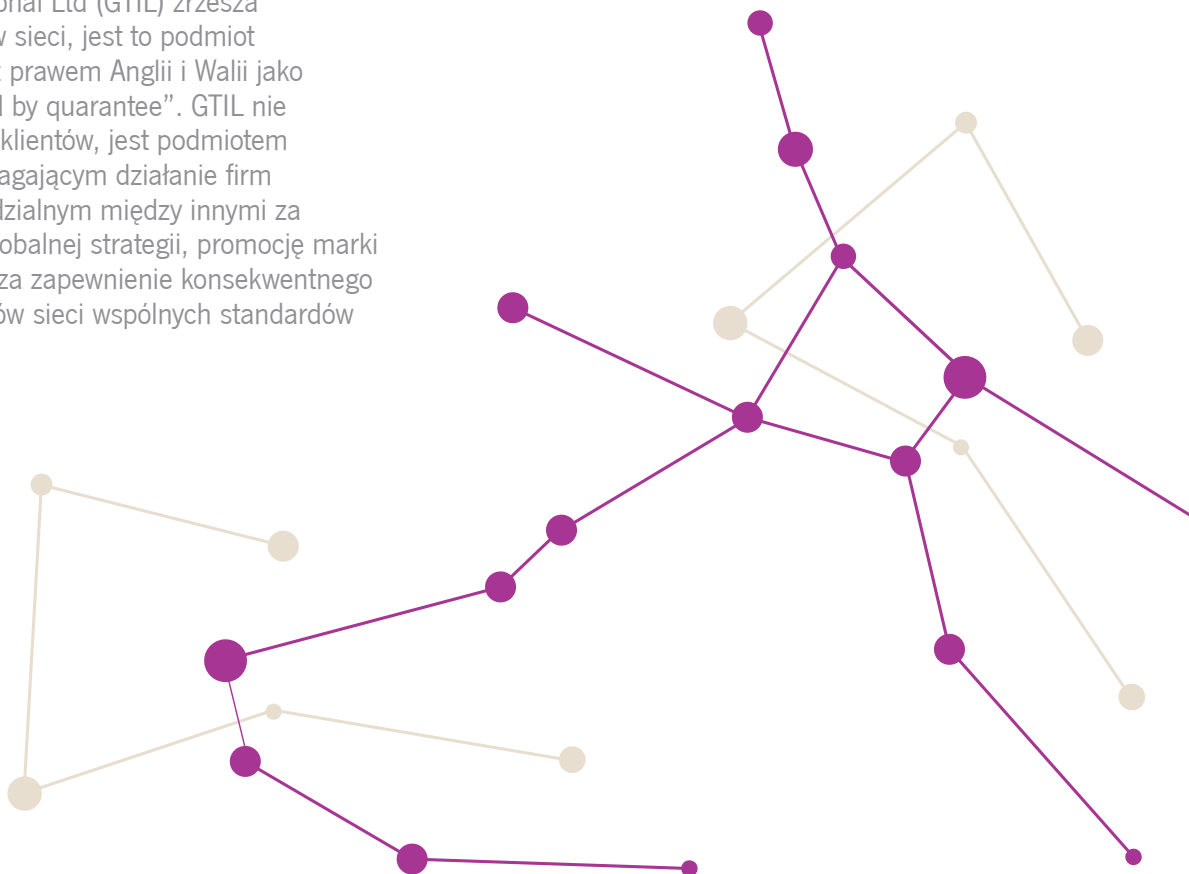 onal Ltd (GTIL) zrzesza
w sieci, jest to podmiot
z prawem Anglii i Walii jako
d by quarantee”. GTIL nie
klientów, jest podmiotem
agającym działanie firm
dzialnym między innymi za
obalnej strategii, promocję marki
za zapewnienie konsekwentnego
ów sieci wspólnych standardów